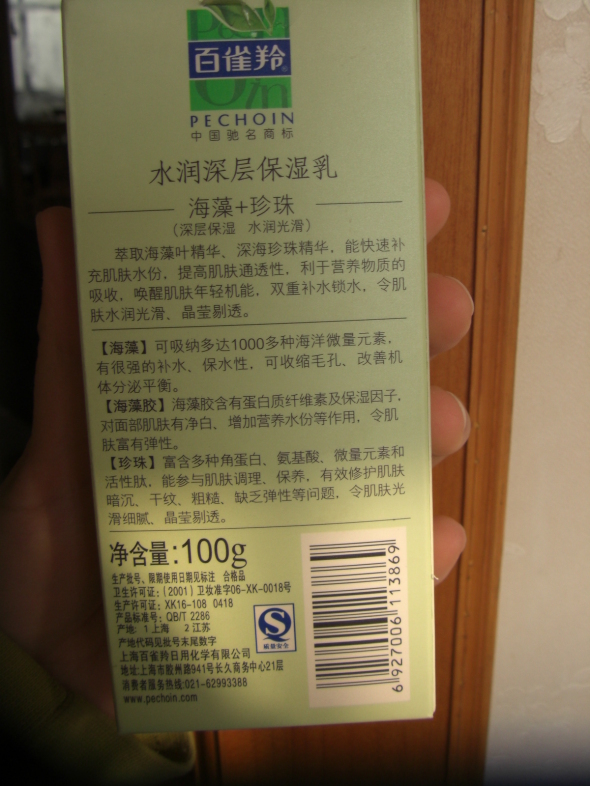 百雀羚
PECHOIN
中国驰名商标
水润深层保湿乳
海藻+珍珠
(深层保湿 水润光滑)
萃取海藻叶精华、深海珍珠精华，能快速补
充肌肤水份，提高肌肤通透性，利于营养物质的
吸收，唤醒肌肤年轻机能，双重补水锁水，令肌
肤水润光滑、晶莹剔透。
【海藻】可吸纳多达1000多种海洋微量元素，
有很强的补水、保水性，可收缩毛孔、改善机
体分泌平衡。
【海藻胶】海藻胶含有蛋白质纤维素及保湿因子，
对面部肌肤有净白、增加营养水份等作用，令肌
肤富有弹性。
【珍珠】富含多种角蛋白、氨基酸、微量元素和
活性肽，能参与肌肤调理、保养，有效修护肌肤
暗沉、干纹、粗糙、缺乏弹性等问题，令肌肤光
滑细腻、晶莹剔透。
净含量:100g
生产批号、限期使用日期见标注 合格品
卫生许可证:(2001)卫妆准字06-XK-0018号
生产许可证: XK16-108 0418
产品标准号: QB/T 2286
产地: 1上海 2江苏
产地代码见批号末尾数字
上海百雀羚日用化学有限公司
地址:上海市胶州路941号长久商务中心21层
消费者服务热线:021-62993388
www.pechoin.com
质量安全
6927006113869